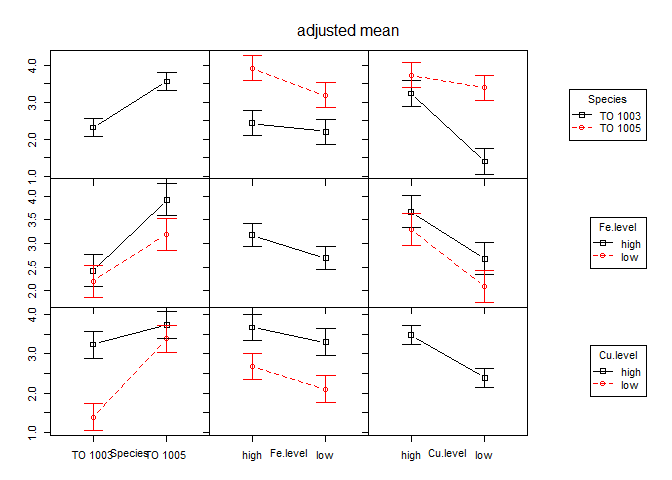 adjusted mean
4.0
3.0
2.0
1.0
Species
TO 1003
TO 1005
4.0
3.5
3.0
2.5
2.0
Fe.level
high
low
4.0
3.0
2.0
1.0
Cu.level
high
low
TO 1003 Species TO 1005 high Fe.level low high Cu.level low